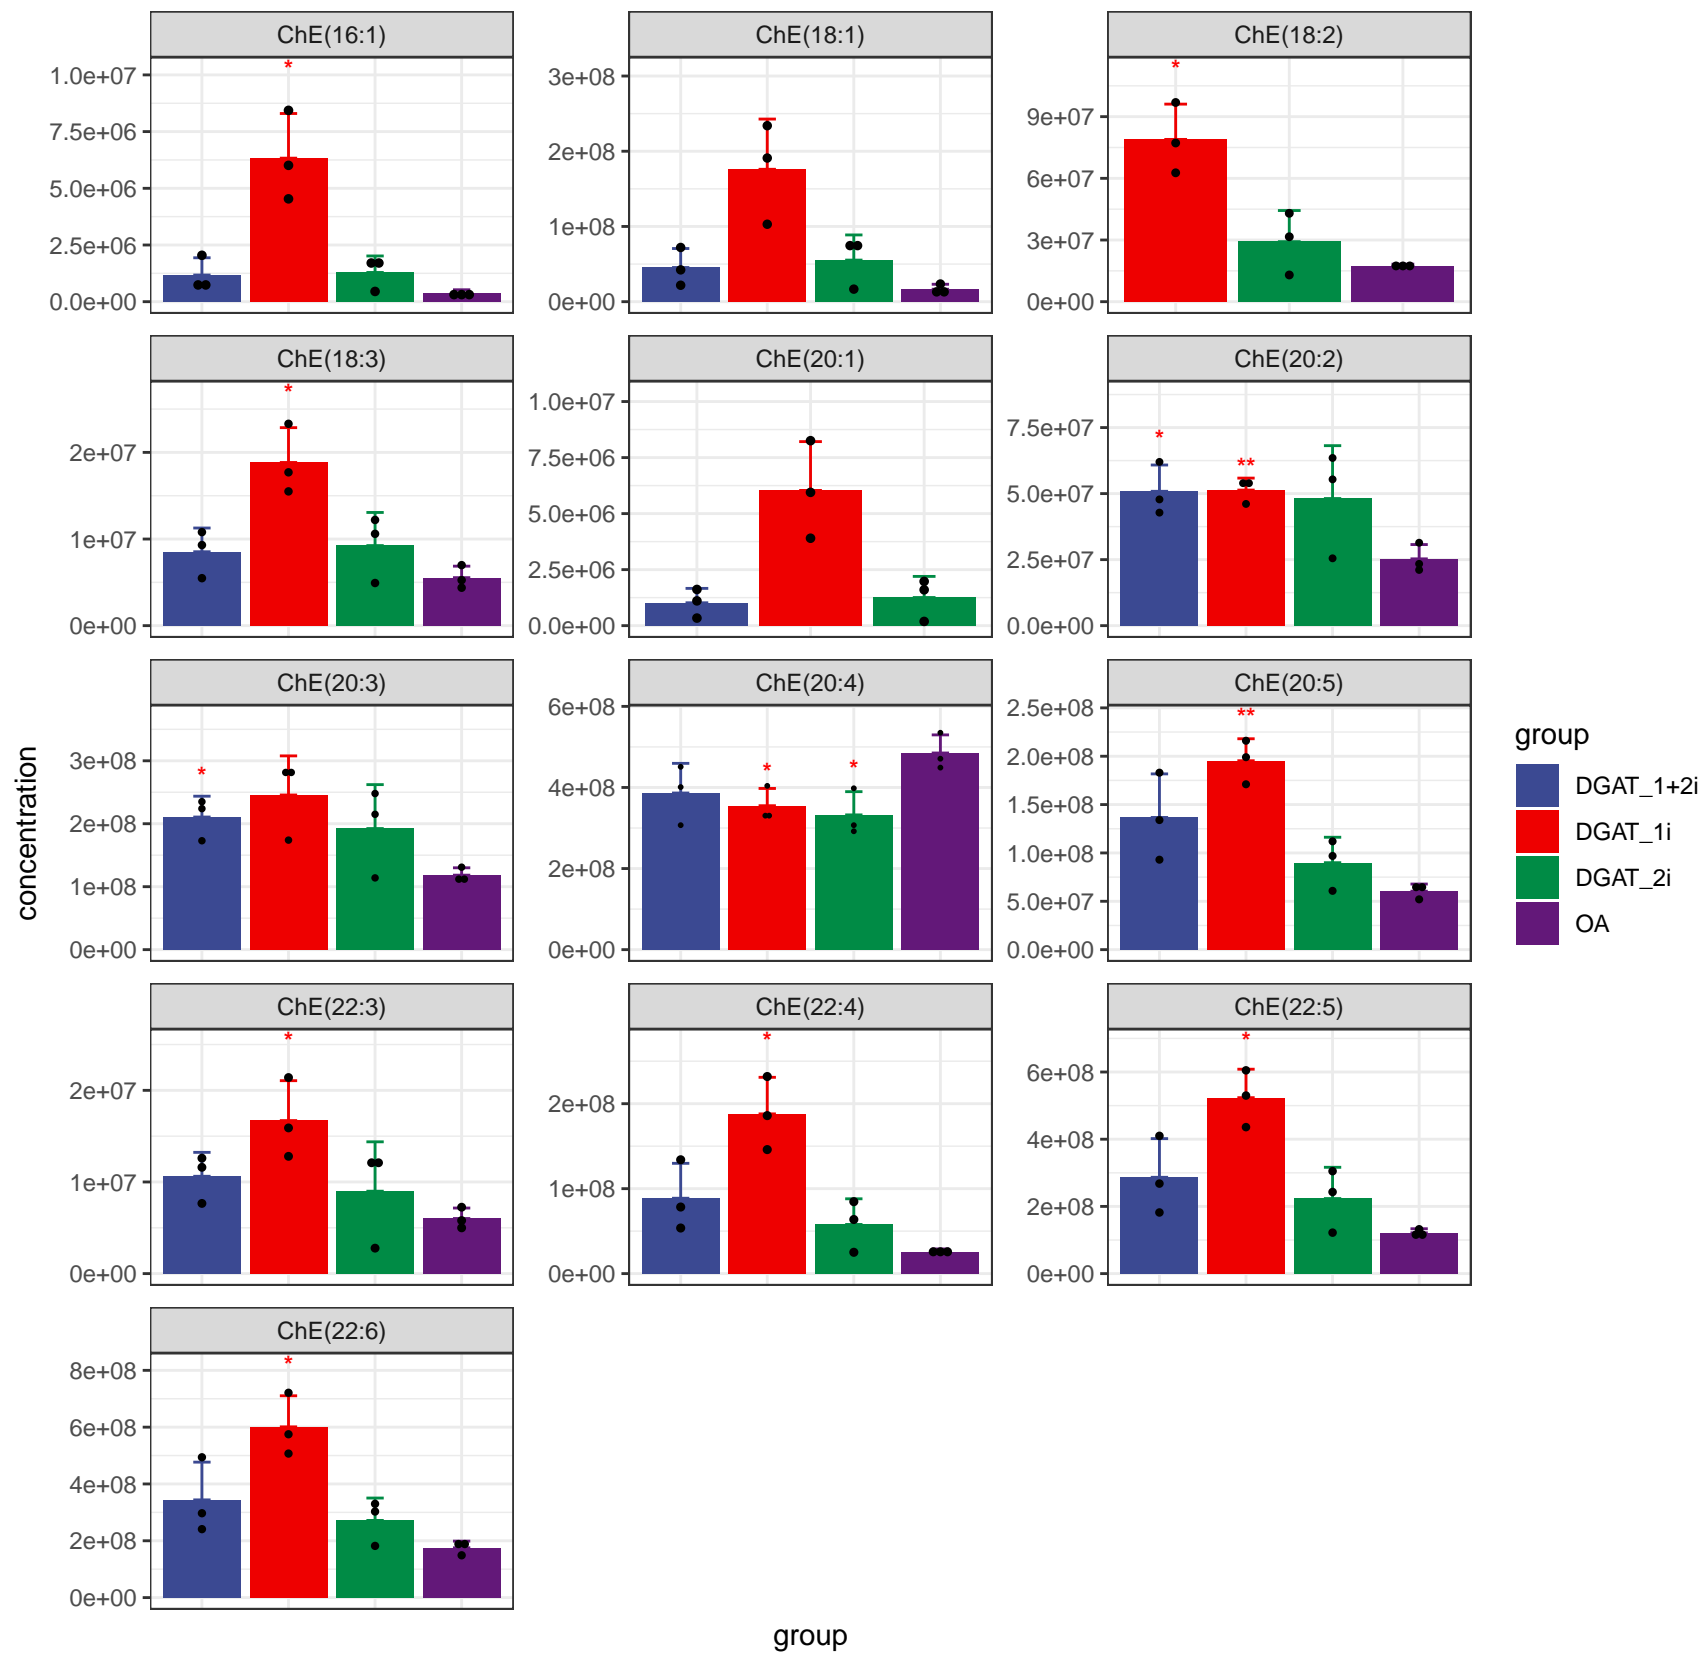 ChE(16:1)
ChE(18:1)
ChE(18:2)
1.0e+07
7.5e+06
5.0e+06
2.5e+06
0.0e+00
*
3e+08
2e+08
1e+08
0e+00
9e+07
6e+07
3e+07
0e+00
*
ChE(18:3)
ChE(20:1)
ChE(20:2)
2e+07
1e+07
0e+00
*
1.0e+07
7.5e+06
5.0e+06
2.5e+06
0.0e+00
7.5e+07
5.0e+07
2.5e+07
0.0e+00
*
**
ChE(20:3)
ChE(20:4)
ChE(20:5)
3e+08
2e+08
1e+08
0e+00
*
6e+08
4e+08
2e+08
0e+00
*
*
2.5e+08
2.0e+08
1.5e+08
1.0e+08
5.0e+07
0.0e+00
**
ChE(22:3)
ChE(22:4)
ChE(22:5)
2e+07
1e+07
0e+00
*
2e+08
1e+08
0e+00
*
6e+08
4e+08
2e+08
0e+00
*
ChE(22:6)
8e+08
6e+08
4e+08
2e+08
0e+00
*
concentration
group
group
DGAT_1+2i
DGAT_1i
DGAT_2i
OA